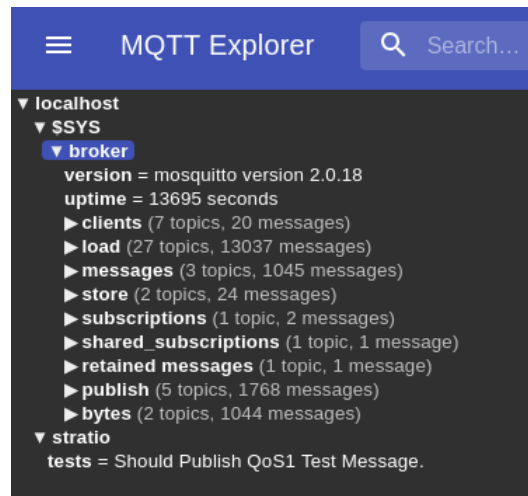 MQTT Explorer Search...
▼ localhost
▼ $SYS
▼ broker
version = mosquitto version 2.0.18
uptime = 13695 seconds
▶ clients (7 topics, 20 messages)
▶ load (27 topics, 13037 messages)
▶ messages (3 topics, 1045 messages)
▶ store (2 topics, 24 messages)
▶ subscriptions (1 topic, 2 messages)
▶ shared_subscriptions (1 topic, 1 message)
▶ retained messages (1 topic, 1 message)
▶ publish (5 topics, 1768 messages)
▶ bytes (2 topics, 1044 messages)
▼ stratio
tests = Should Publish QoS1 Test Message.